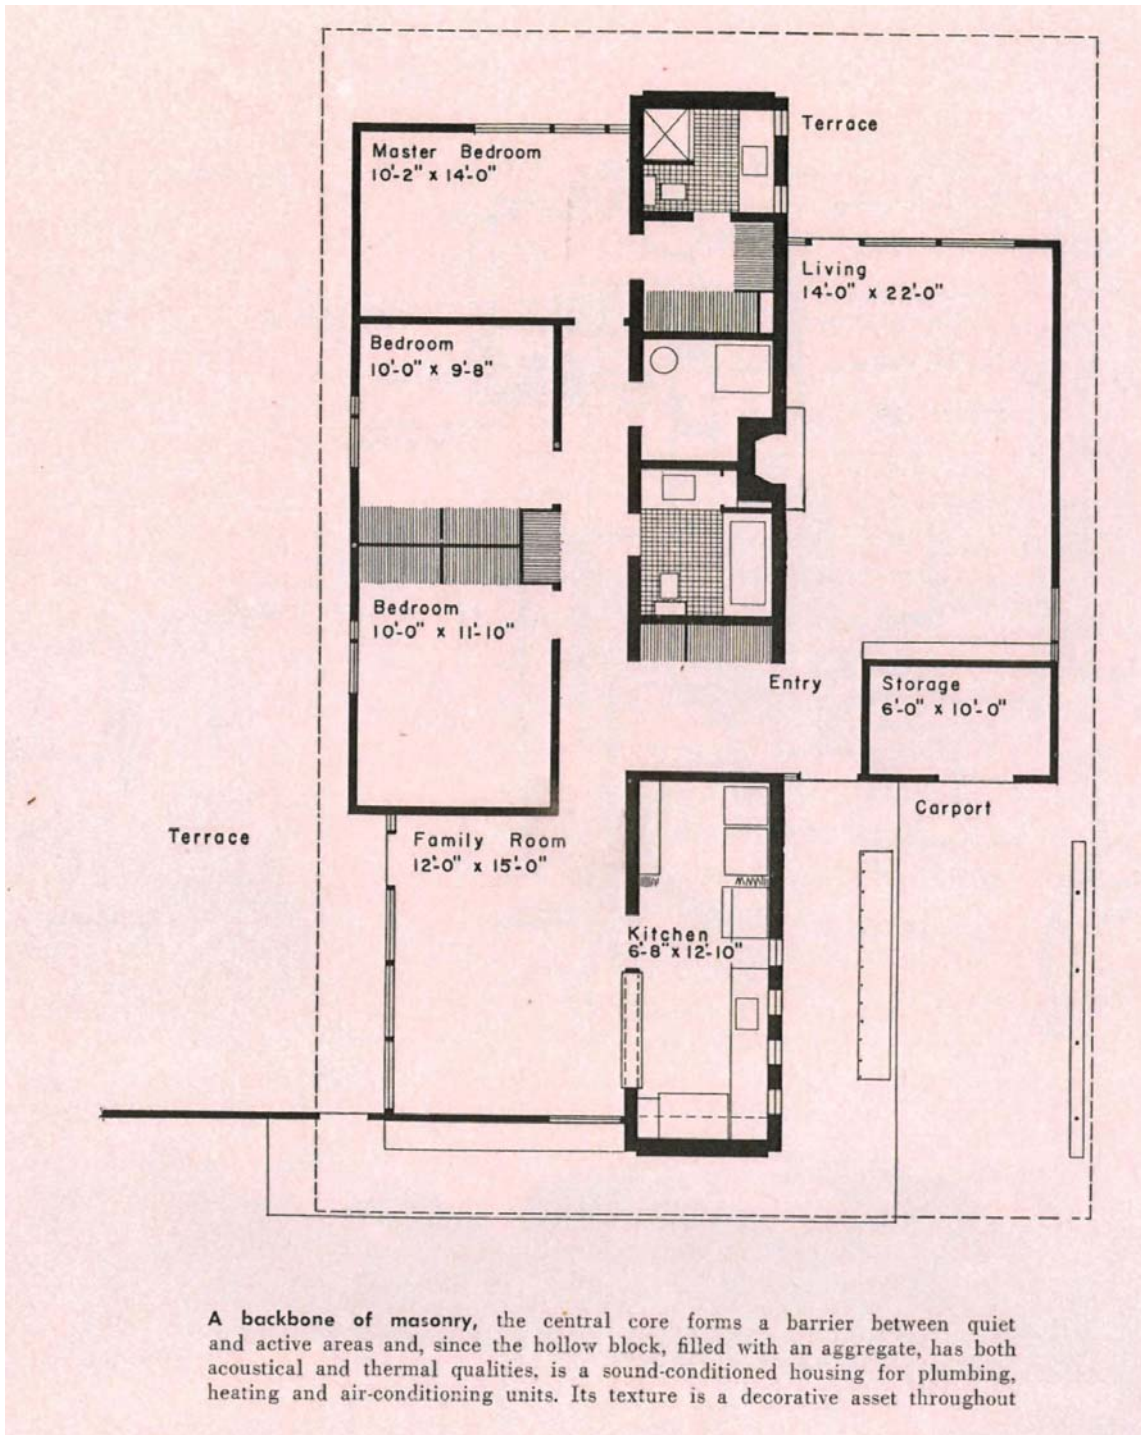 Terrace
Master Bedroom
10'-2" x 14'-0"
Living
14'-0" x 22'-0"
Bedroom
10'-0" x 9'-8"
Bedroom
10'-0" x 11'-10"
Entry
Storage
6'-0" x 10'-0"
Carport
Terrace
Family Room
12'-0" x 15'-0"
Kitchen
6'-8" x 12'-10"
A backbone of masonry, the central core forms a barrier between quiet
and active areas and, since the hollow block, filled with an aggregate, has both
acoustical and thermal qualities, is a sound-conditioned housing for plumbing,
heating and air-conditioning units. Its texture is a decorative asset throughout